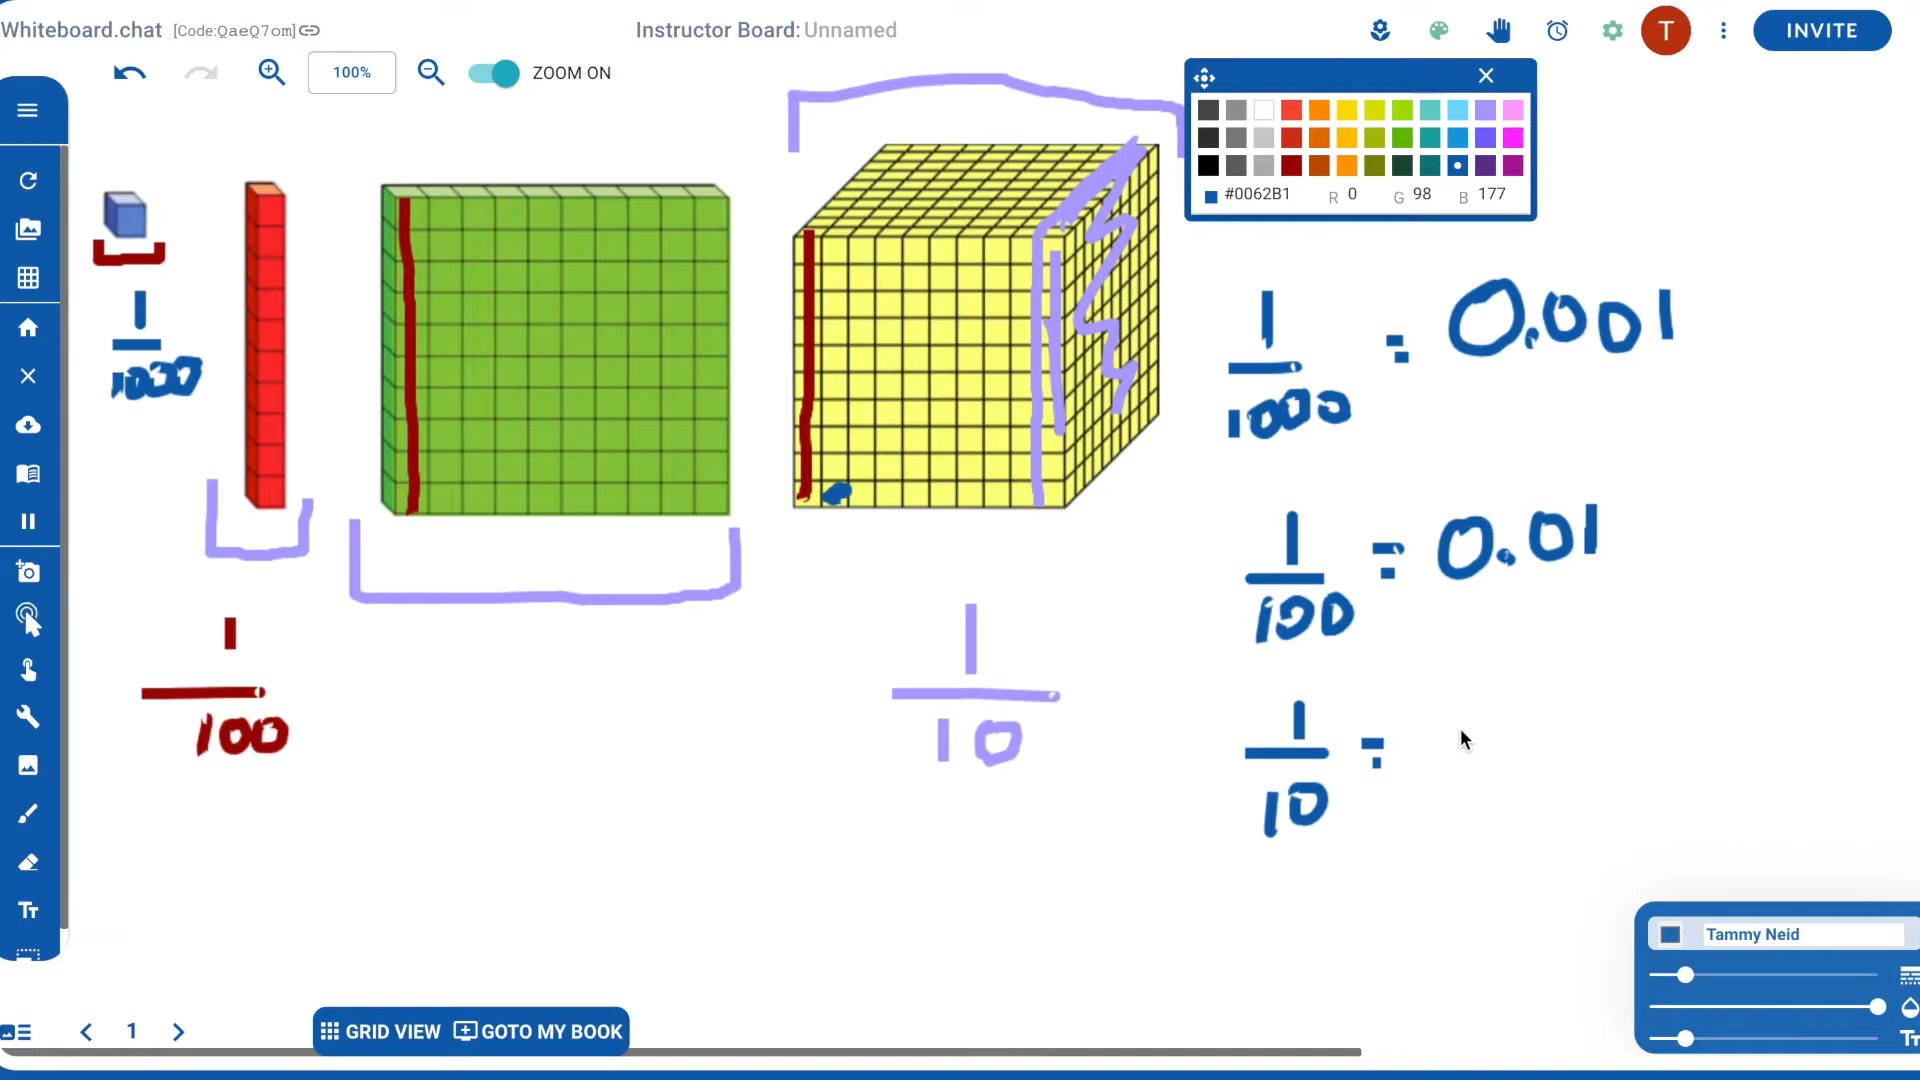 Whiteboard.chat [Code:QaeQ7om]
Instructor Board: Unnamed
T
INVITE
100%
ZOOM ON
#0062B1 R 0 G 98 B 177
1
1000
1
1000 = 0.001
1
100 = 0.01
1
100
1
10
1
10 =
Tt
Tammy Neid
1
GRID VIEW
GOTO MY BOOK